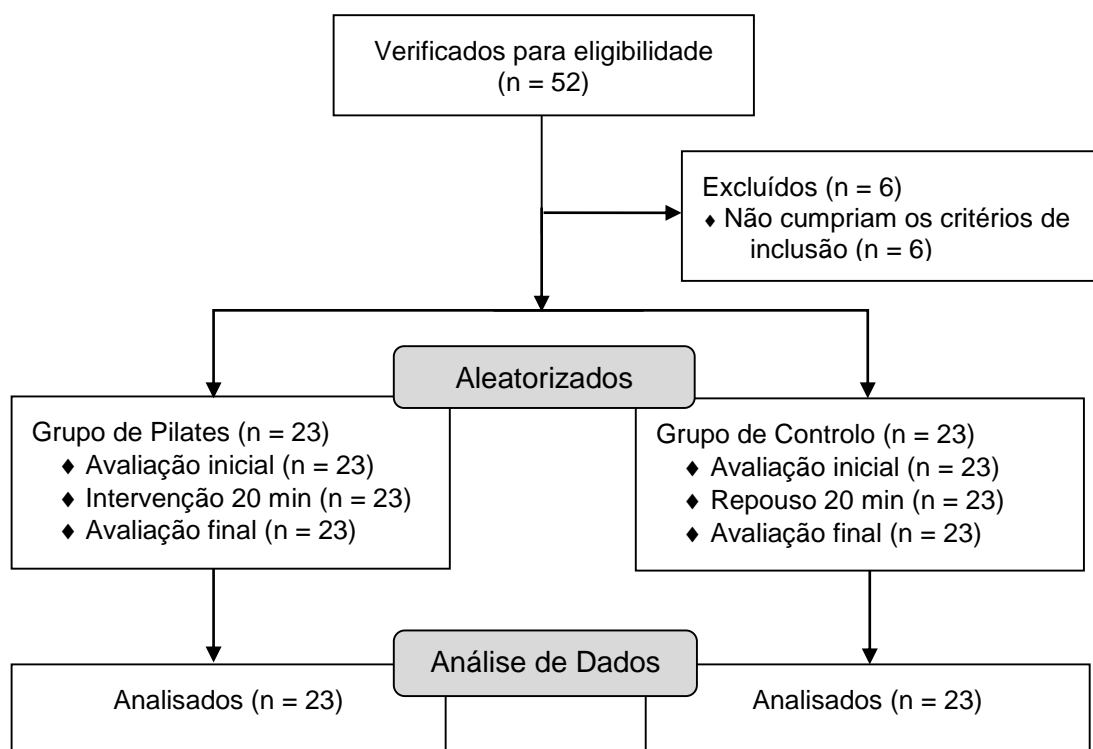 Verificados para eligibilidade
(n = 52)
Excluídos (n = 6)
♦ Não cumpriam os critérios de
inclusão (n = 6)
Aleatorizados
Grupo de Pilates (n = 23)
♦ Avaliação inicial (n = 23)
♦ Intervenção 20 min (n = 23)
♦ Avaliação final (n = 23)
Grupo de Controlo (n = 23)
♦ Avaliação inicial (n = 23)
♦ Repouso 20 min (n = 23)
♦ Avaliação final (n = 23)
Análise de Dados
Analisados (n = 23)
Analisados (n = 23)